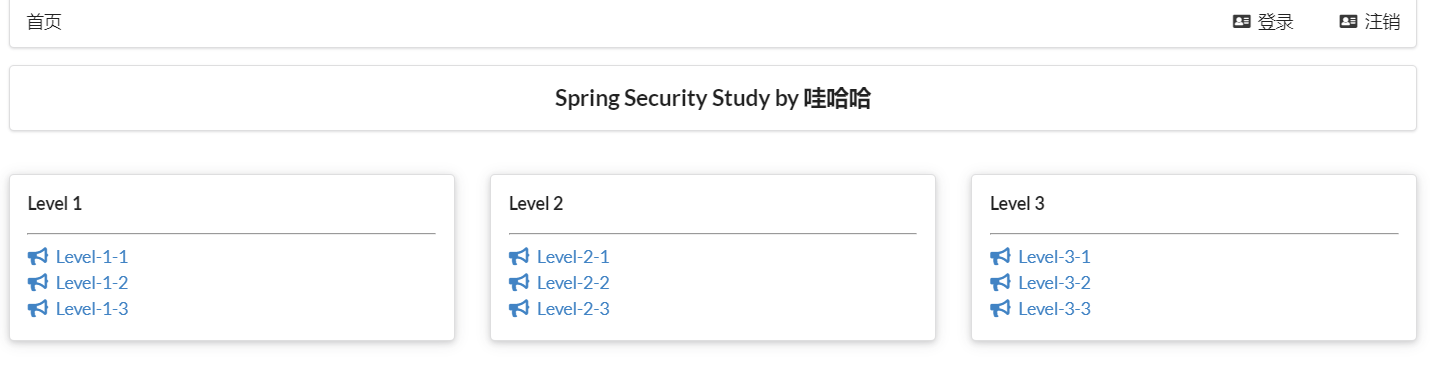 首页 登录 注销
Spring Security Study by 哇哈哈
Level 1
Level-1-1
Level-1-2
Level-1-3
Level 2
Level-2-1
Level-2-2
Level-2-3
Level 3
Level-3-1
Level-3-2
Level-3-3